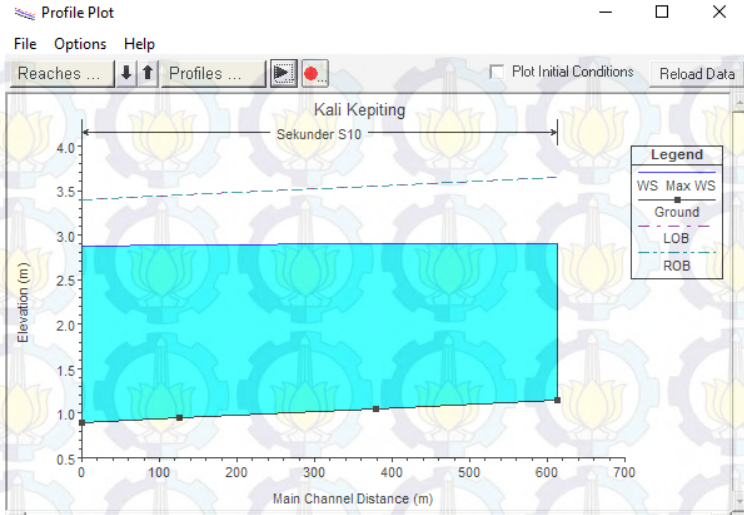 Profile Plot
File Options Help
Reaches ... Profiles ... Plot Initial Conditions Reload Data
Kali Kepiting
Sekunder S10
4.0
3.5
3.0
2.5
2.0
1.5
1.0
0.5
Elevation (m)
0 100 200 300 400 500 600 700
Main Channel Distance (m)
Legend
WS Max WS
Ground
LOB
ROB